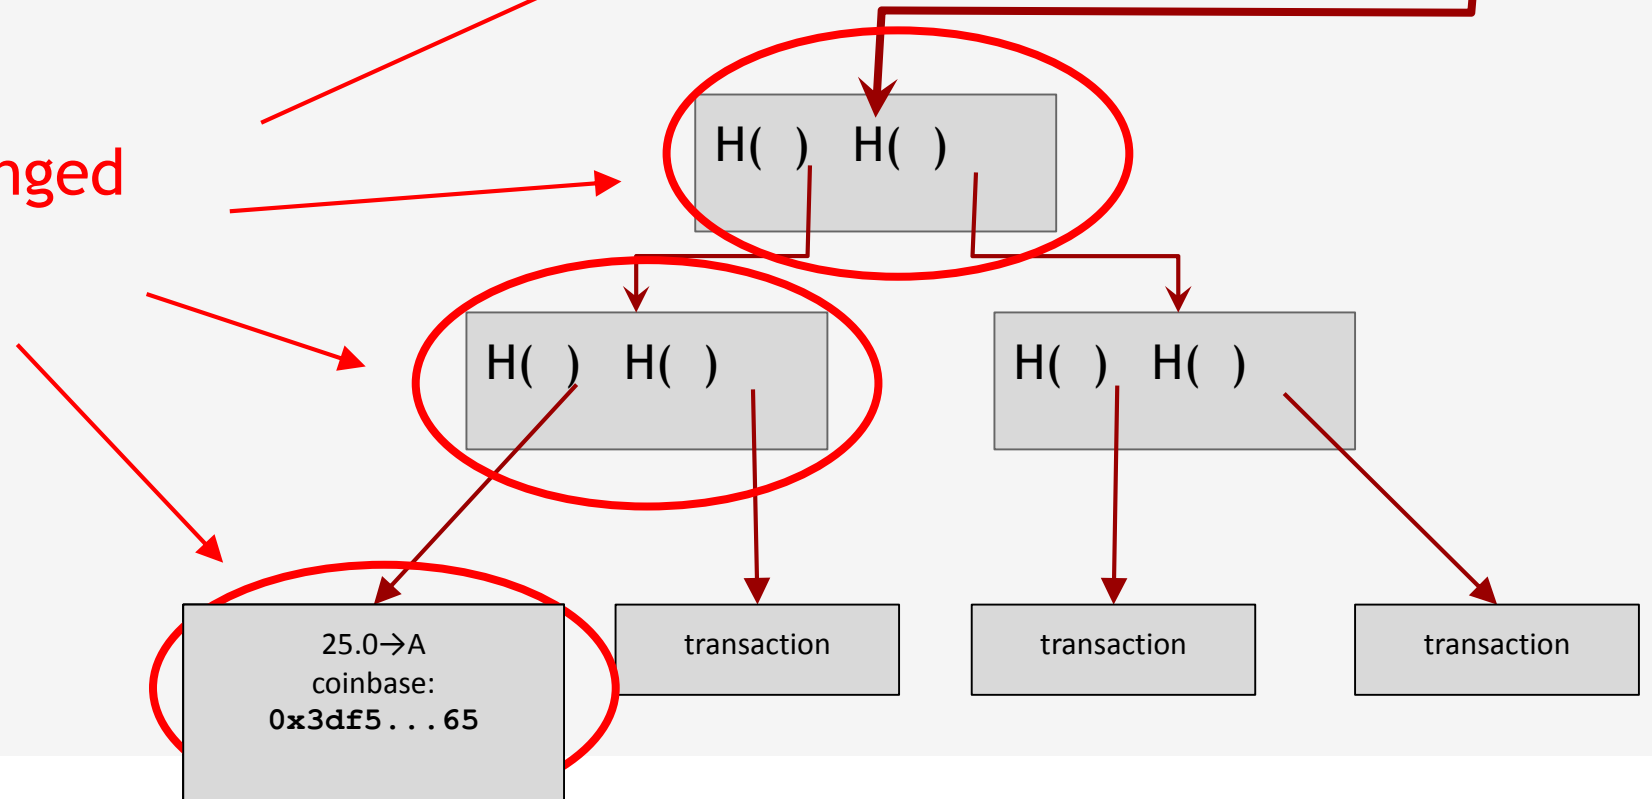 H( ) H( )
nged
H( ) H( )
H( ) H( )
25.0→A
coinbase:
0x3df5...65
transaction
transaction
transaction